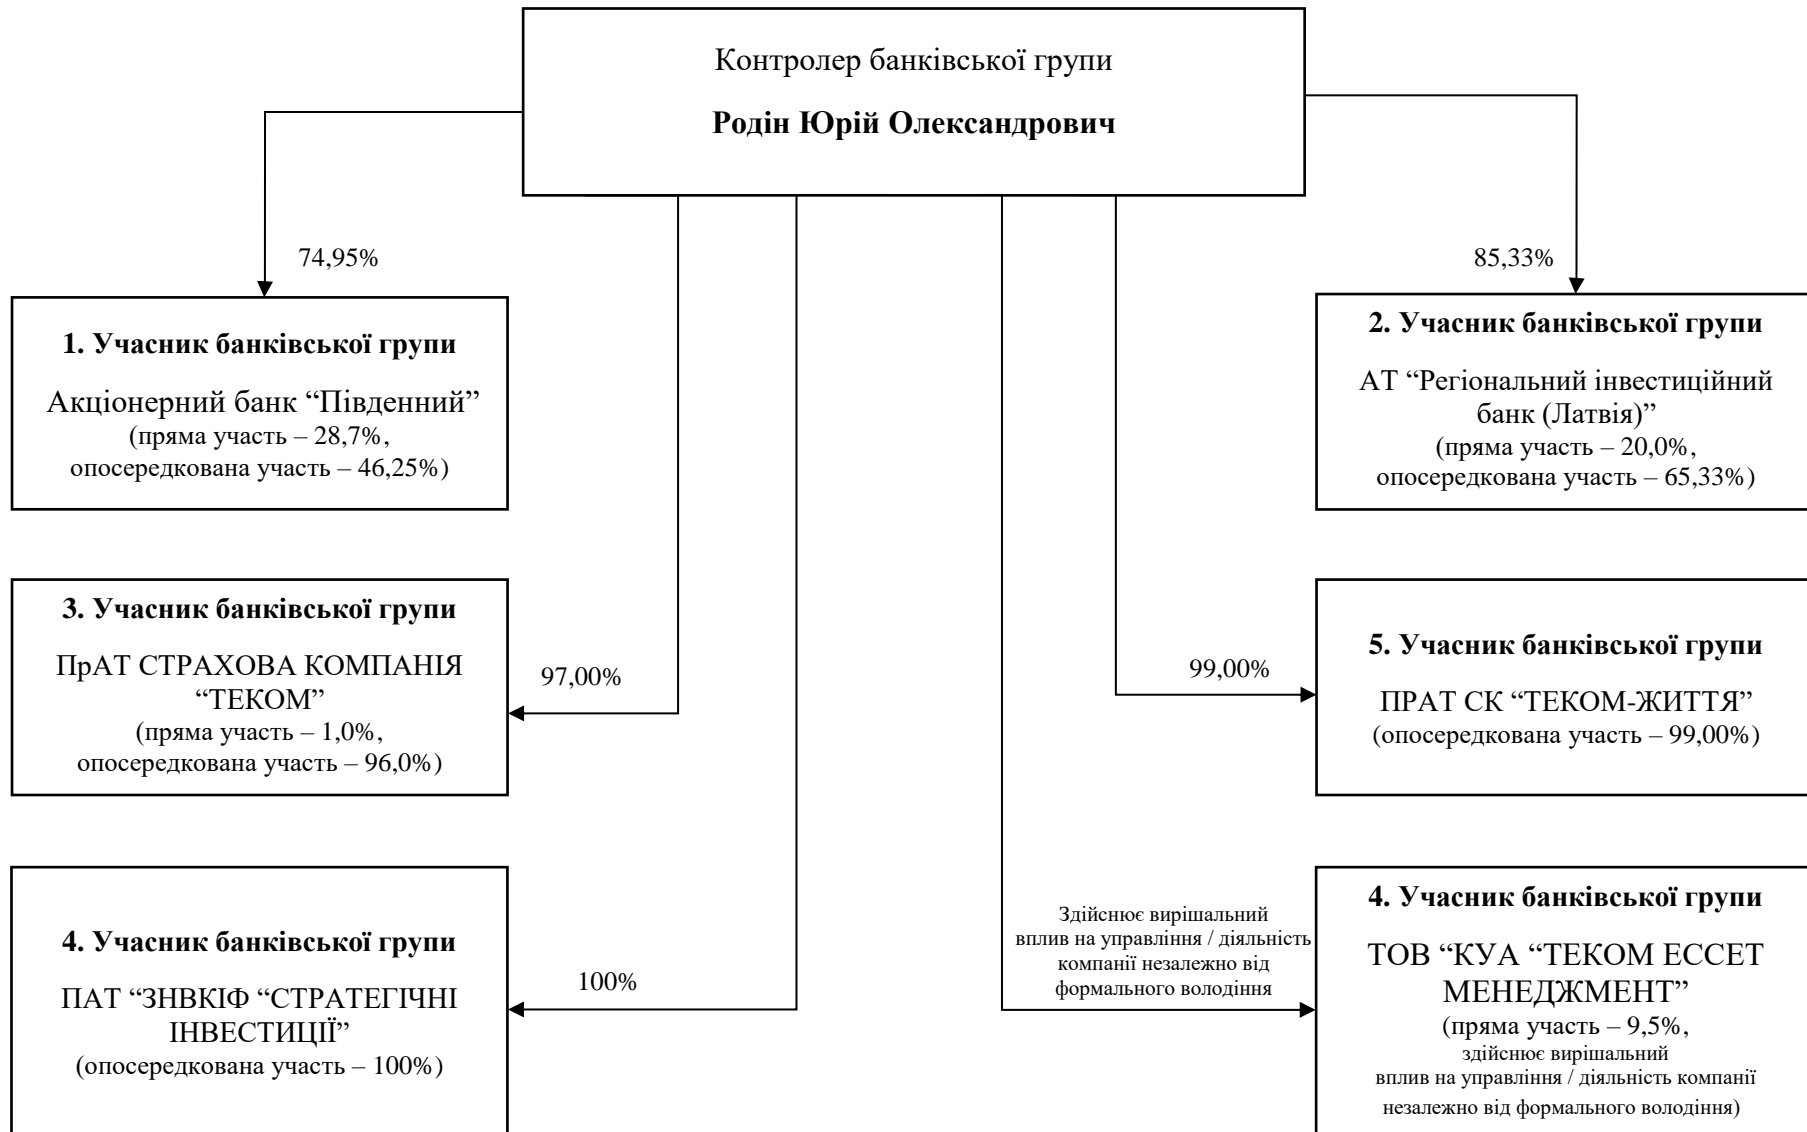 Контролер банківської групи
Родін Юрій Олександрович
74,95%
85,33%
1. Учасник банківської групи
Акціонерний банк “Південний”
(пряма участь – 28,7%,
опосередкована участь – 46,25%)
2. Учасник банківської групи
АТ “Регіональний інвестиційний
банк (Латвія)”
(пряма участь – 20,0%,
опосередкована участь – 65,33%)
3. Учасник банківської групи
ПрАТ СТРАХОВА КОМПАНІЯ
“ТЕКОМ”
(пряма участь – 1,0%,
опосередкована участь – 96,0%)
97,00%
99,00%
5. Учасник банківської групи
ПРАТ СК “ТЕКОМ-ЖИТТЯ”
(опосередкована участь – 99,00%)
4. Учасник банківської групи
ПАТ “ЗНВКІФ “СТРАТЕГІЧНІ
ІНВЕСТИЦІЇ”
(опосередкована участь – 100%)
100%
Здійснює вирішальний
вплив на управління / діяльність
компанії незалежно від
формального володіння
4. Учасник банківської групи
ТОВ “КУА “ТЕКОМ ЕССЕТ
МЕНЕДЖМЕНТ”
(пряма участь – 9,5%,
здійснює вирішальний
вплив на управління / діяльність компанії
незалежно від формального володіння)